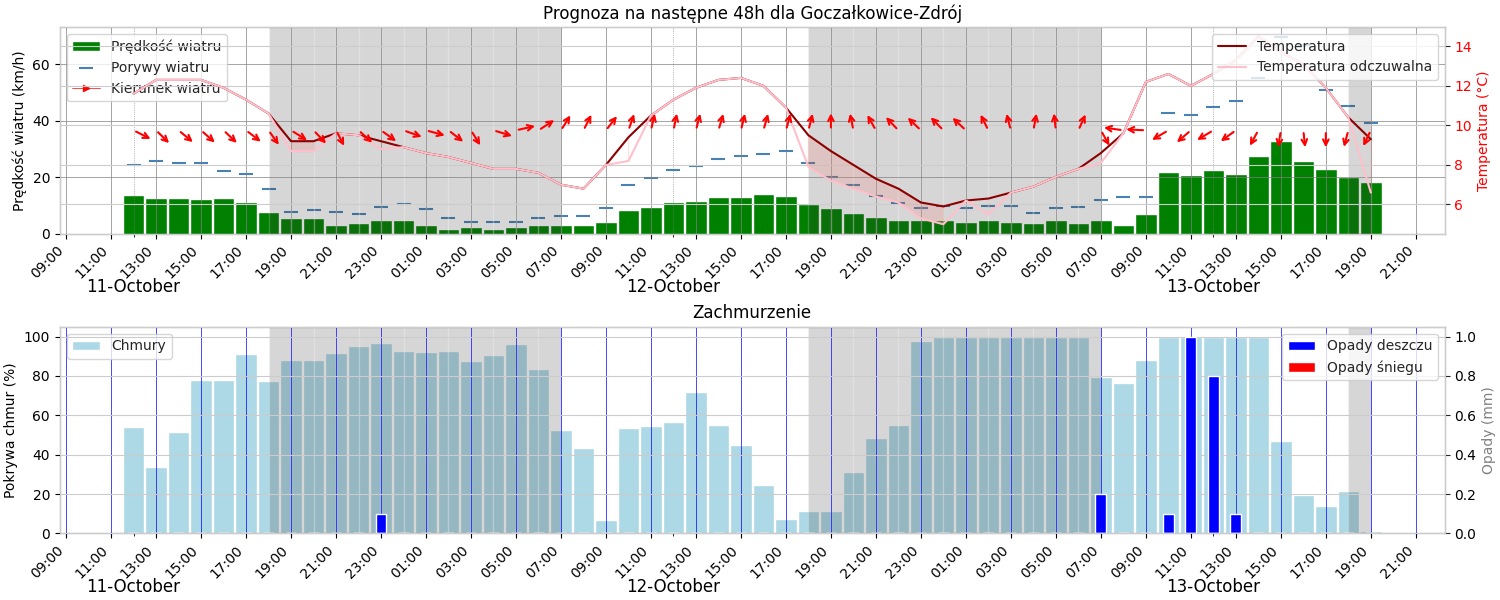 Prognoza na następne 48h dla Goczałkowice-Zdrój
Prędkość wiatru (km/h)
60
40
20
0
Prędkość wiatru
Porywy wiatru
Kierunek wiatru
Temperatura
Temperatura odczuwalna
14
12
10
8
6
Temperatura (°C)
09:00 11:00 13:00 15:00 17:00 19:00 21:00 23:00 01:00 03:00 05:00 07:00 09:00 11:00 13:00 15:00 17:00 19:00 21:00 23:00 01:00 03:00 05:00 07:00 09:00 11:00 13:00 15:00 17:00 19:00 21:00
11-October 12-October 13-October
Zachmurzenie
Pokrywa chmur (%)
100
80
60
40
20
0
Chmury
Opady deszczu
Opady śniegu
1.0
0.8
0.6
0.4
0.2
0.0
Opady (mm)
09:00 11:00 13:00 15:00 17:00 19:00 21:00 23:00 01:00 03:00 05:00 07:00 09:00 11:00 13:00 15:00 17:00 19:00 21:00 23:00 01:00 03:00 05:00 07:00 09:00 11:00 13:00 15:00 17:00 19:00 21:00
11-October 12-October 13-October